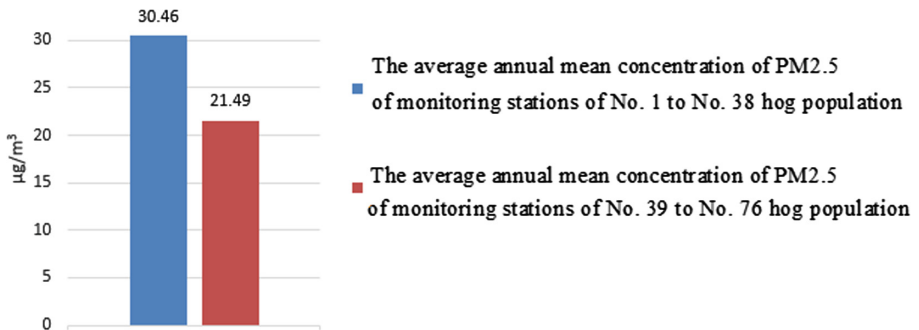 30.46
30
25
21.49
20
µg/m³
15
10
5
0
The average annual mean concentration of PM2.5
of monitoring stations of No. 1 to No. 38 hog population
The average annual mean concentration of PM2.5
of monitoring stations of No. 39 to No. 76 hog population